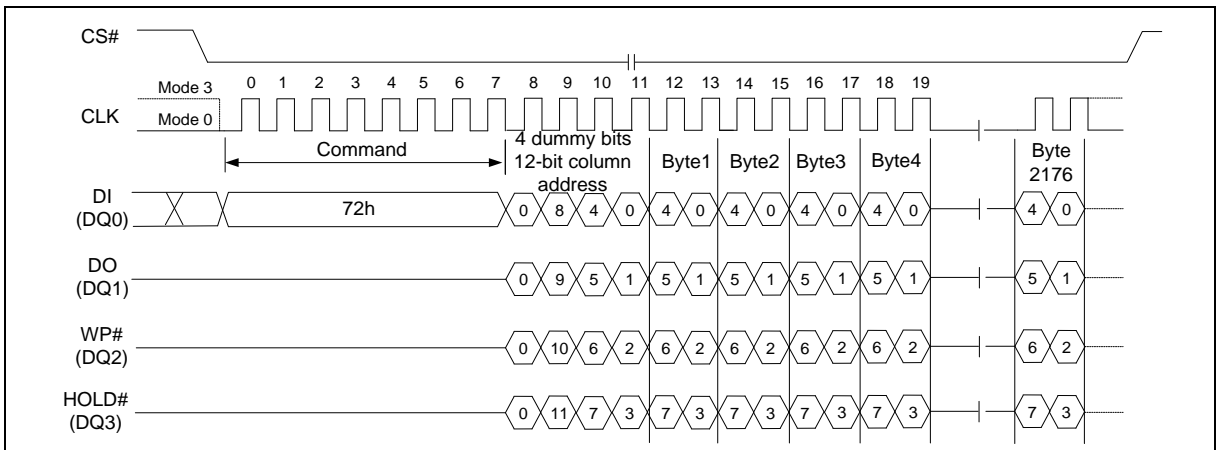 CS#
Mode 3
0 1 2 3 4 5 6 7 8 9 10 11 12 13 14 15 16 17 18 19
CLK
Mode 0
Command
4 dummy bits
12-bit column
address
Byte1 Byte2 Byte3 Byte4
Byte
2176
DI
(DQ0)
72h
0 8 4 0 4 0 4 0 4 0 4 0 4 0
DO
(DQ1)
0 9 5 1 5 1 5 1 5 1 5 1 5 1
WP#
(DQ2)
0 10 6 2 6 2 6 2 6 2 6 2 6 2
HOLD#
(DQ3)
0 11 7 3 7 3 7 3 7 3 7 3 7 3